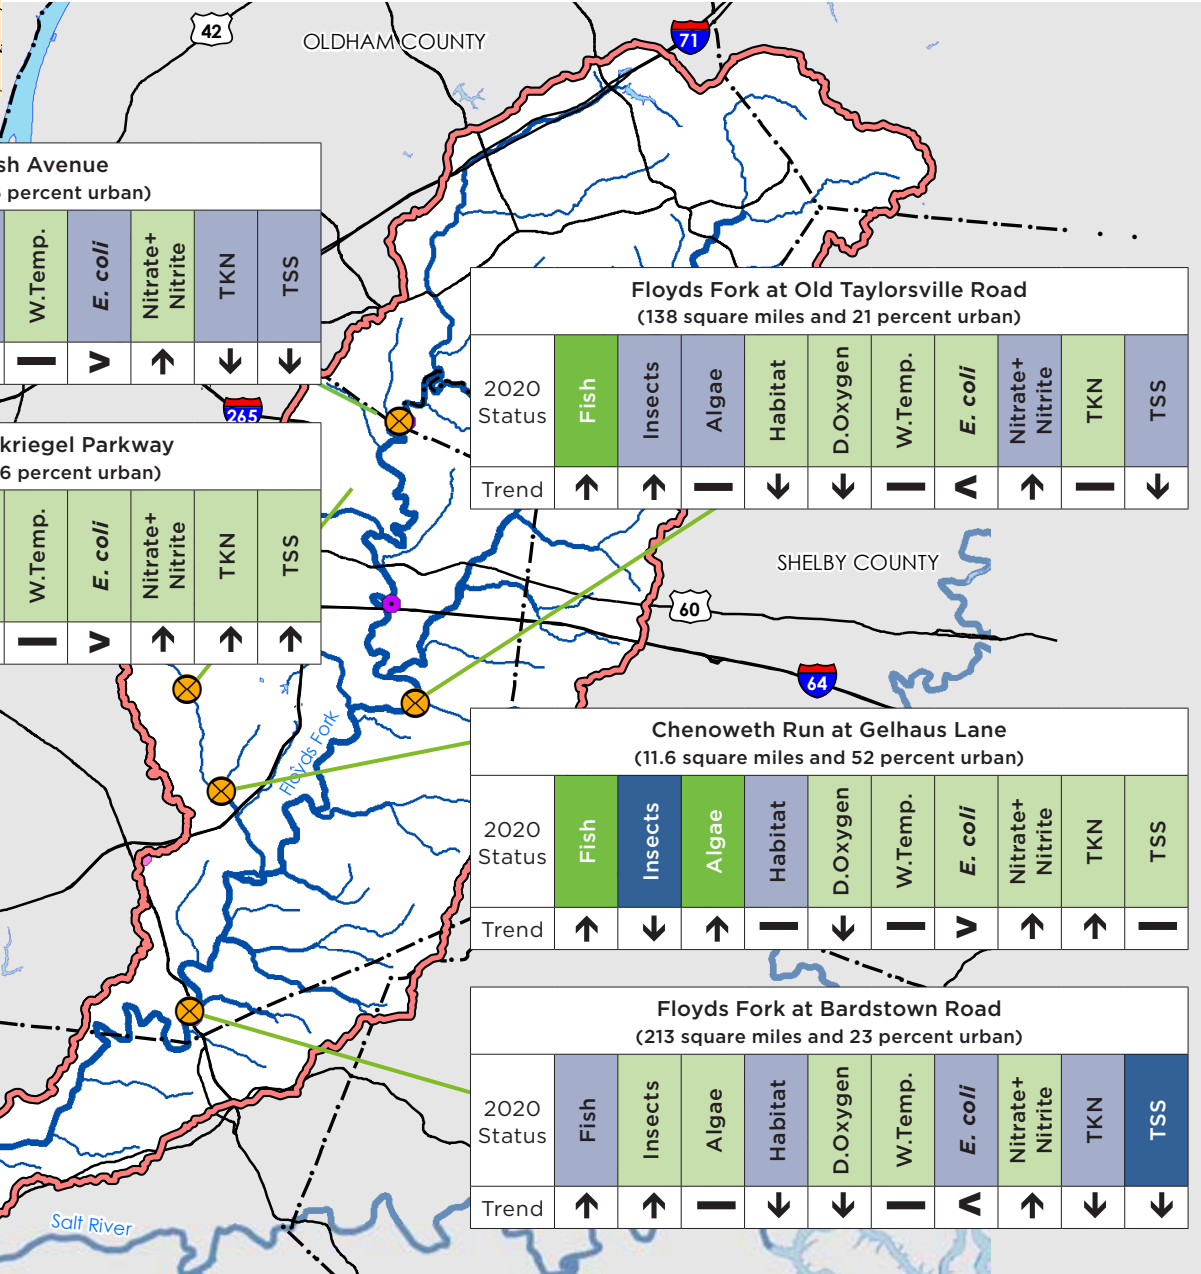 42
OLDHAM COUNTY
71
sh Avenue
percent urban)
W.Temp.
E. coli
Nitrate+
Nitrite
TKN
TSS
265
kriegel Parkway
6 percent urban)
W.Temp.
E. coli
Nitrate+
Nitrite
TKN
TSS
Floyds Fork at Old Taylorsville Road
(138 square miles and 21 percent urban)
2020
Status
Fish
Insects
Algae
Habitat
D.Oxygen
W.Temp.
E. coli
Nitrate+
Nitrite
TKN
TSS
Trend
SHELBY COUNTY
60
64
Floyds Fork
Chenoweth Run at Gelhaus Lane
(11.6 square miles and 52 percent urban)
2020
Status
Fish
Insects
Algae
Habitat
D.Oxygen
W.Temp.
E. coli
Nitrate+
Nitrite
TKN
TSS
Trend
Floyds Fork at Bardstown Road
(213 square miles and 23 percent urban)
2020
Status
Fish
Insects
Algae
Habitat
D.Oxygen
W.Temp.
E. coli
Nitrate+
Nitrite
TKN
TSS
Trend
Salt River